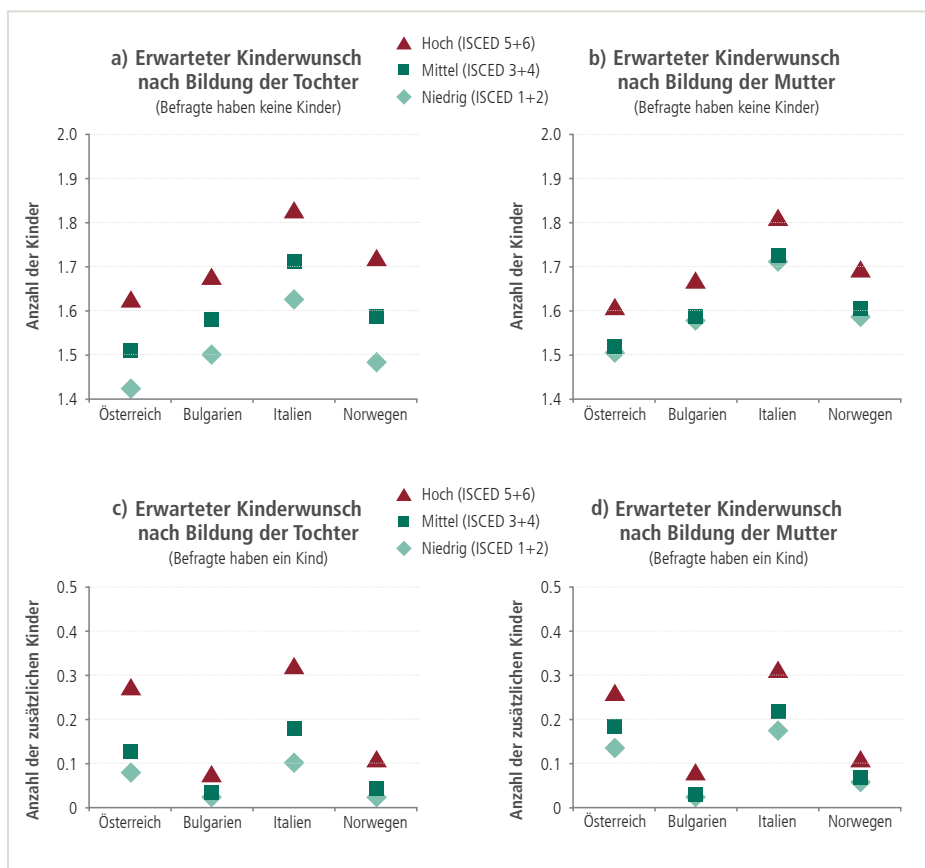 a) Erwarteter Kinderwunsch
nach Bildung der Tochter
(Befragte haben keine Kinder)
Hoch (ISCED 5+6)
Mittel (ISCED 3+4)
Niedrig (ISCED 1+2)
b) Erwarteter Kinderwunsch
nach Bildung der Mutter
(Befragte haben keine Kinder)
Anzahl der Kinder
2.0
1.9
1.8
1.7
1.6
1.5
1.4
Österreich Bulgarien Italien Norwegen
Anzahl der Kinder
2.0
1.9
1.8
1.7
1.6
1.5
1.4
Österreich Bulgarien Italien Norwegen
c) Erwarteter Kinderwunsch
nach Bildung der Tochter
(Befragte haben ein Kind)
Hoch (ISCED 5+6)
Mittel (ISCED 3+4)
Niedrig (ISCED 1+2)
d) Erwarteter Kinderwunsch
nach Bildung der Mutter
(Befragte haben ein Kind)
Anzahl der zusätzlichen Kinder
0.5
0.4
0.3
0.2
0.1
0
Österreich Bulgarien Italien Norwegen
Anzahl der zusätzlichen Kinder
0.5
0.4
0.3
0.2
0.1
0
Österreich Bulgarien Italien Norwegen